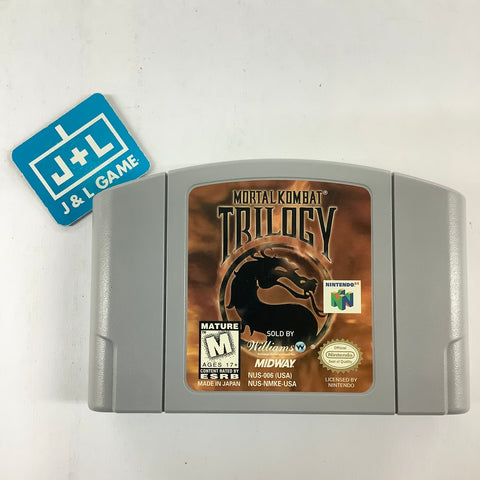 J+L
J & L GAME
MORTAL KOMBAT®
TRILOGY
NINTENDO 64
N
SOLD BY
Williams
MIDWAY
NUS-006 (USA)
NUS-NMKE-USA
MATURE
M
AGES 17+
CONTENT RATED BY
ESRB
MADE IN JAPAN
Official
Nintendo
Seal of Quality
LICENSED BY
NINTENDO